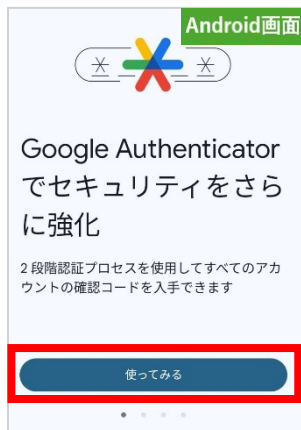 Android画面
Google Authenticator
でセキュリティをさら
に強化
2 段階認証プロセスを使用してすべてのアカ
ウントの確認コードを入手できます
使ってみる